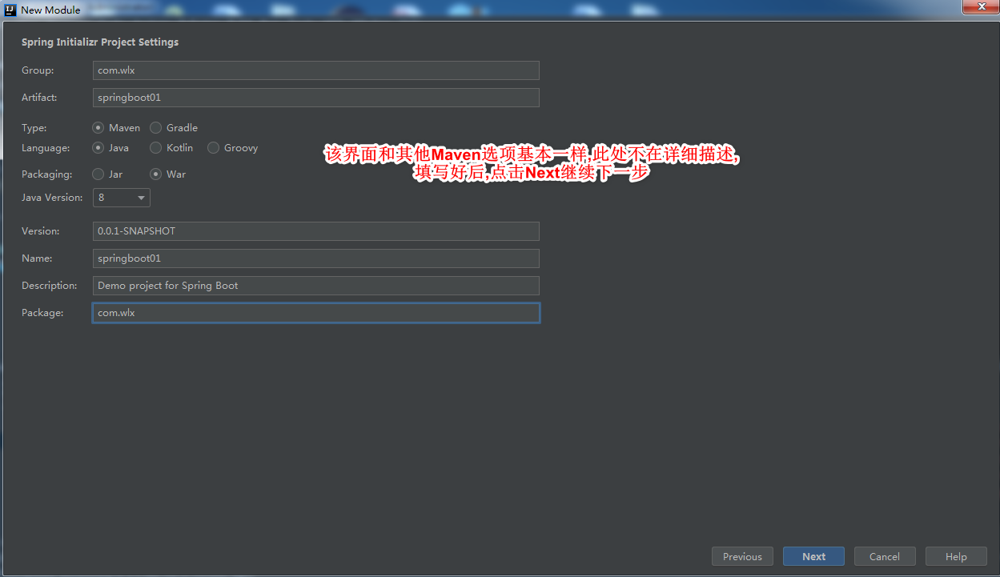 New Module
Spring Initializr Project Settings
Group: com.wlx
Artifact: springboot01
Type: Maven Gradle
Language: Java Kotlin Groovy
该界面和其他Maven选项基本一样,此处不在详细描述,
填写好后,点击Next继续下一步
Packaging: Jar War
Java Version: 8
Version: 0.0.1-SNAPSHOT
Name: springboot01
Description: Demo project for Spring Boot
Package: com.wlx
Previous Next Cancel Help